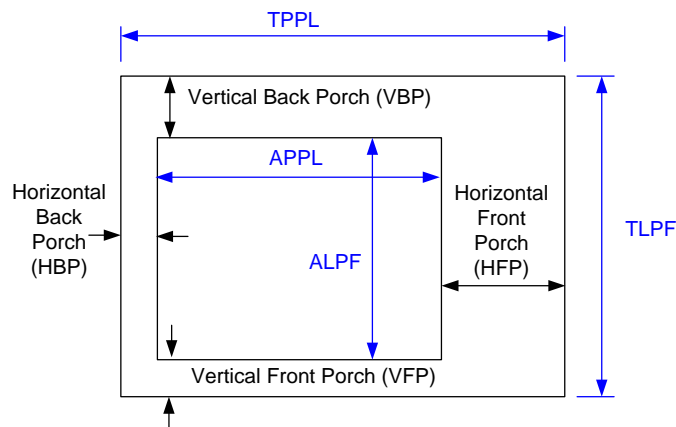 TPPL
Vertical Back Porch (VBP)
APPL
Horizontal
Back
Porch
(HBP)
Horizontal
Front
Porch
(HFP)
TLPF
ALPF
Vertical Front Porch (VFP)